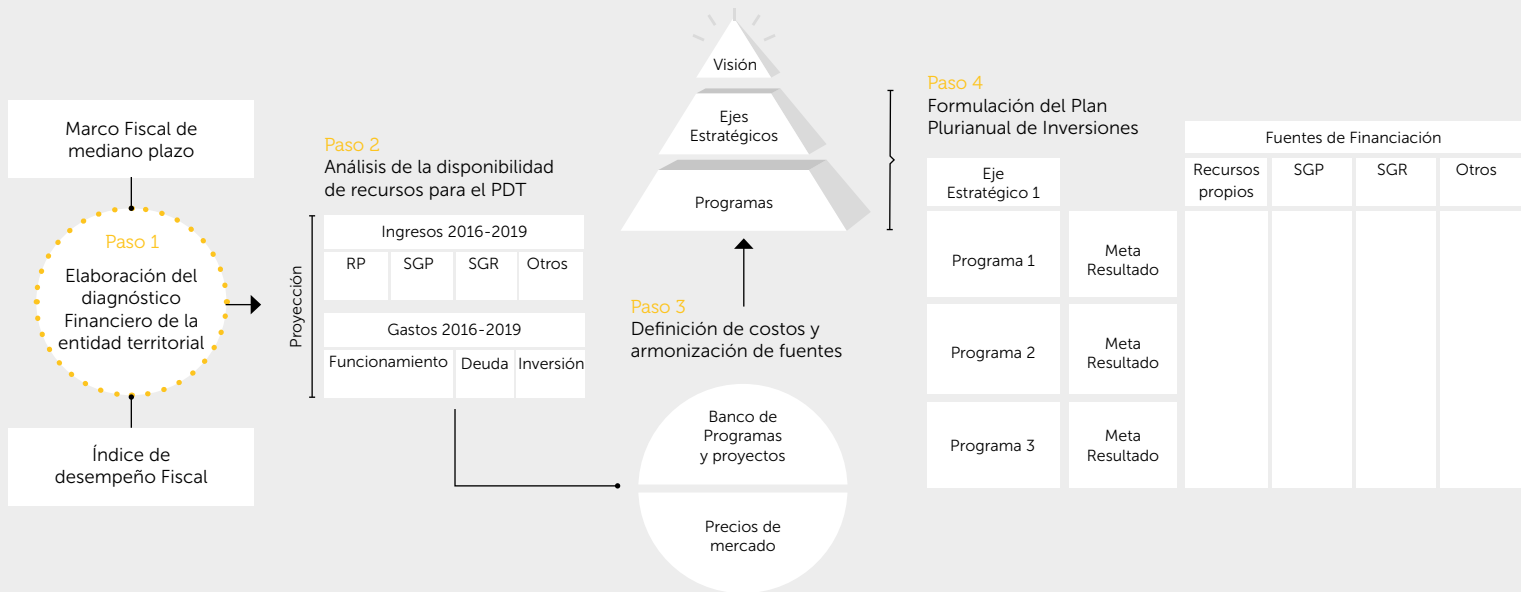 Marco Fiscal de
mediano plazo
Paso 1
Elaboración del
diagnóstico
Financiero de la
entidad territorial
Índice de
desempeño Fiscal
Paso 2
Análisis de la disponibilidad
de recursos para el PDT
Proyección
Ingresos 2016-2019
RP SGP SGR Otros
Gastos 2016-2019
Funcionamiento Deuda Inversión
Visión
Ejes
Estratégicos
Programas
Paso 3
Definición de costos y
armonización de fuentes
Banco de
Programas
y proyectos
Precios de
mercado
Paso 4
Formulación del Plan
Plurianual de Inversiones
Fuentes de Financiación
Eje
Estratégico 1
Recursos
propios
SGP
SGR
Otros
Programa 1
Meta
Resultado
Programa 2
Meta
Resultado
Programa 3
Meta
Resultado